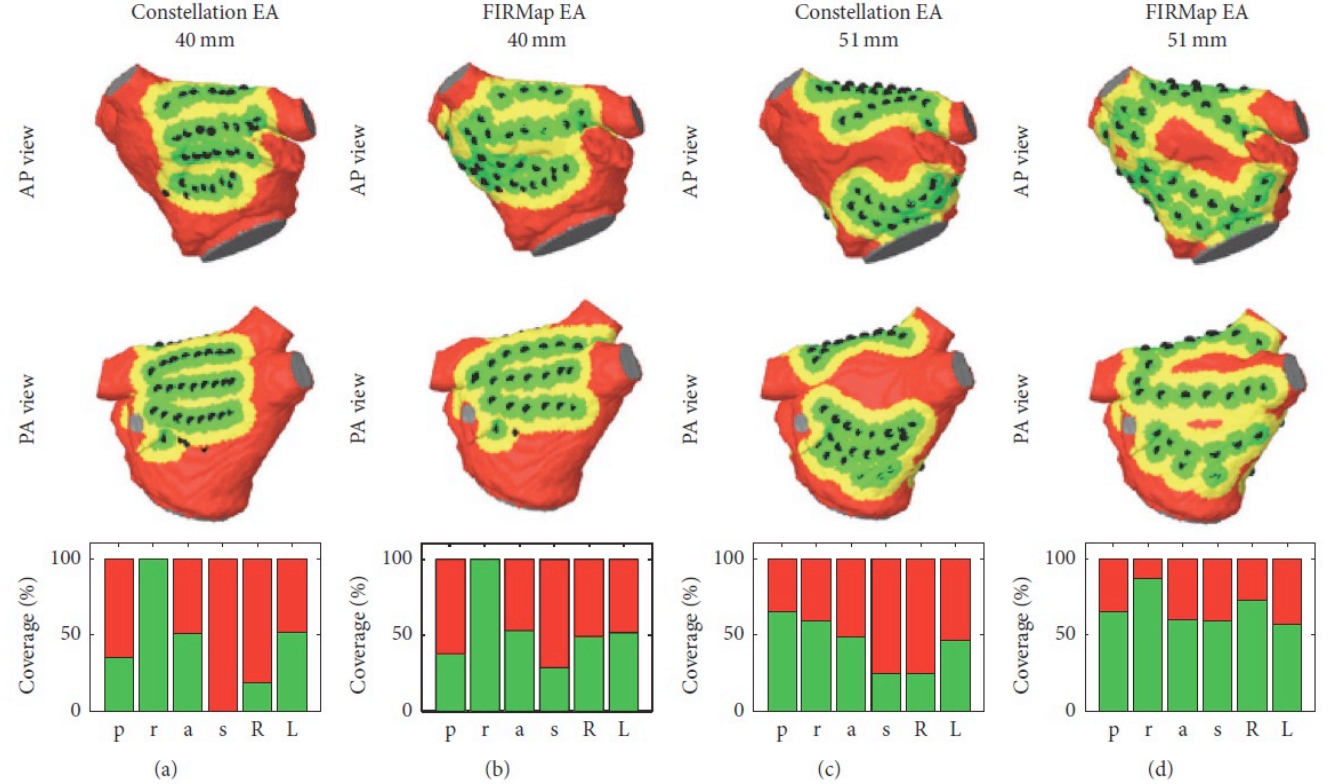 Constellation EA
40 mm
FIRMap EA
40 mm
Constellation EA
51 mm
FIRMap EA
51 mm
AP view
AP view
AP view
AP view
PA view
PA view
PA view
PA view
Coverage (%)
100
50
0
p r a s R L
(a)
Coverage (%)
100
50
0
p r a s R L
(b)
Coverage (%)
100
50
0
p r a s R L
(c)
Coverage (%)
100
50
0
p r a s R L
(d)